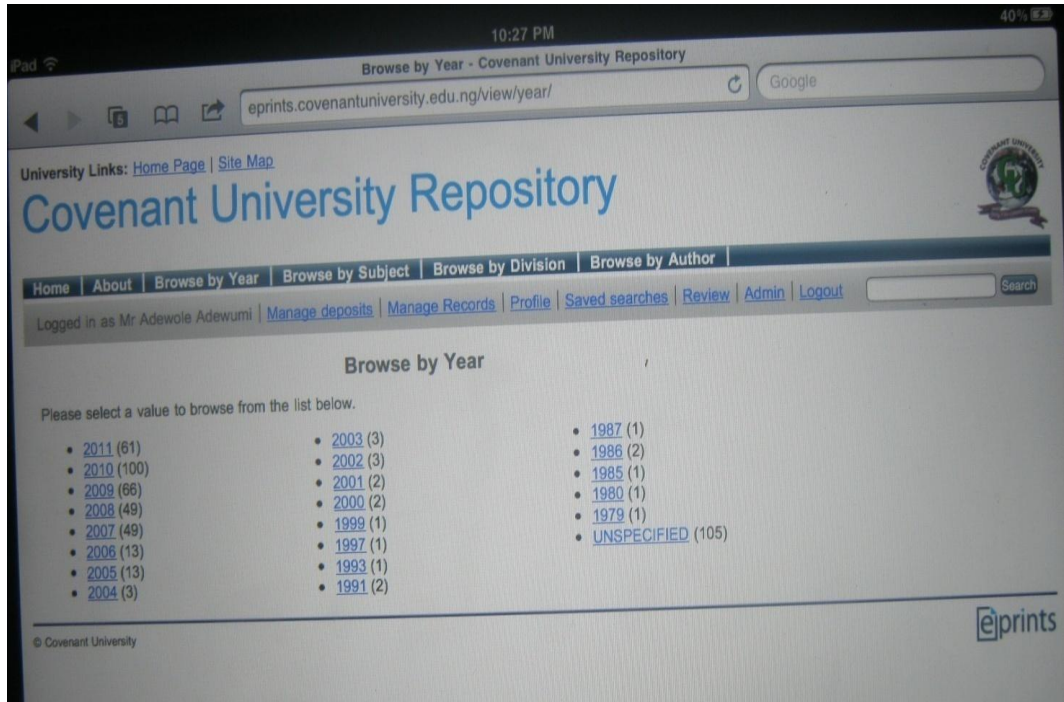 40%
iPad
10:27 PM
Browse by Year - Covenant University Repository
5
eprints.covenantuniversity.edu.ng/view/year/
Google
University Links: Home Page | Site Map
Covenant University Repository
COVENANT UNIVERSITY
Home | About | Browse by Year | Browse by Subject | Browse by Division | Browse by Author |
Logged in as Mr Adewole Adewumi | Manage deposits | Manage Records | Profile | Saved searches | Review | Admin | Logout
Search
Browse by Year
Please select a value to browse from the list below.
• 2011 (61)
• 2010 (100)
• 2009 (66)
• 2008 (49)
• 2007 (49)
• 2006 (13)
• 2005 (13)
• 2004 (3)
• 2003 (3)
• 2002 (3)
• 2001 (2)
• 2000 (2)
• 1999 (1)
• 1997 (1)
• 1993 (1)
• 1991 (2)
• 1987 (1)
• 1986 (2)
• 1985 (1)
• 1980 (1)
• 1979 (1)
• UNSPECIFIED (105)
© Covenant University
eprints